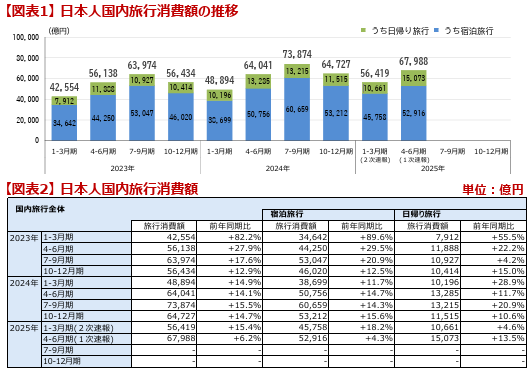 【図表1】日本人国内旅行消費額の推移
(億円)
うち日帰り旅行 うち宿泊旅行
100,000
80,000
60,000
40,000
20,000
0
42,554 56,138 63,974 56,434 48,894 64,041 73,874 64,727 56,419 67,988
7,912 11,888 10,927 10,414 10,196 13,285 13,215 11,515 10,661 15,073
34,642 44,250 53,047 46,020 38,699 50,756 60,659 53,212 45,758 52,916
1-3月期 4-6月期 7-9月期 10-12月期 1-3月期 4-6月期 7-9月期 10-12月期 1-3月期 4-6月期 7-9月期 10-12月期
(2次速報) (1次速報)
2023年 2024年 2025年
【図表2】日本人国内旅行消費額 単位:億円
国内旅行全体 宿泊旅行 日帰り旅行
旅行消費額 前年同期比 旅行消費額 前年同期比 旅行消費額 前年同期比
2023年 1-3月期 42,554 +82.2% 34,642 +89.6% 7,912 +55.5%
4-6月期 56,138 +27.9% 44,250 +29.5% 11,888 +22.2%
7-9月期 63,974 +17.6% 53,047 +20.9% 10,927 +4.2%
10-12月期 56,434 +12.9% 46,020 +12.5% 10,414 +15.0%
2024年 1-3月期 48,894 +14.9% 38,699 +11.7% 10,196 +28.9%
4-6月期 64,041 +14.1% 50,756 +14.7% 13,285 +11.7%
7-9月期 73,874 +15.5% 60,659 +14.3% 13,215 +20.9%
10-12月期 64,727 +14.7% 53,212 +15.6% 11,515 +10.6%
2025年 1-3月期(2次速報) 56,419 +15.4% 45,758 +18.2% 10,661 +4.6%
4-6月期(1次速報) 67,988 +6.2% 52,916 +4.3% 15,073 +13.5%
7-9月期 - - - - - -
10-12月期 - - - - - -